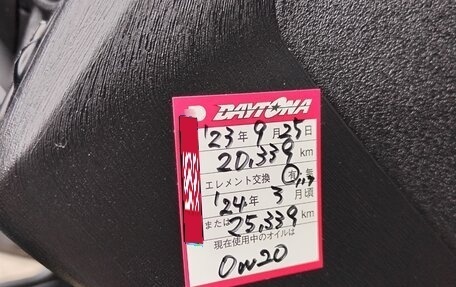 DAYTONA
'23年 9月 25日
20,339 km
エレメント交換 有・無
'24年 3月頃
または 25,339 km
現在使用中のオイルは
0w20